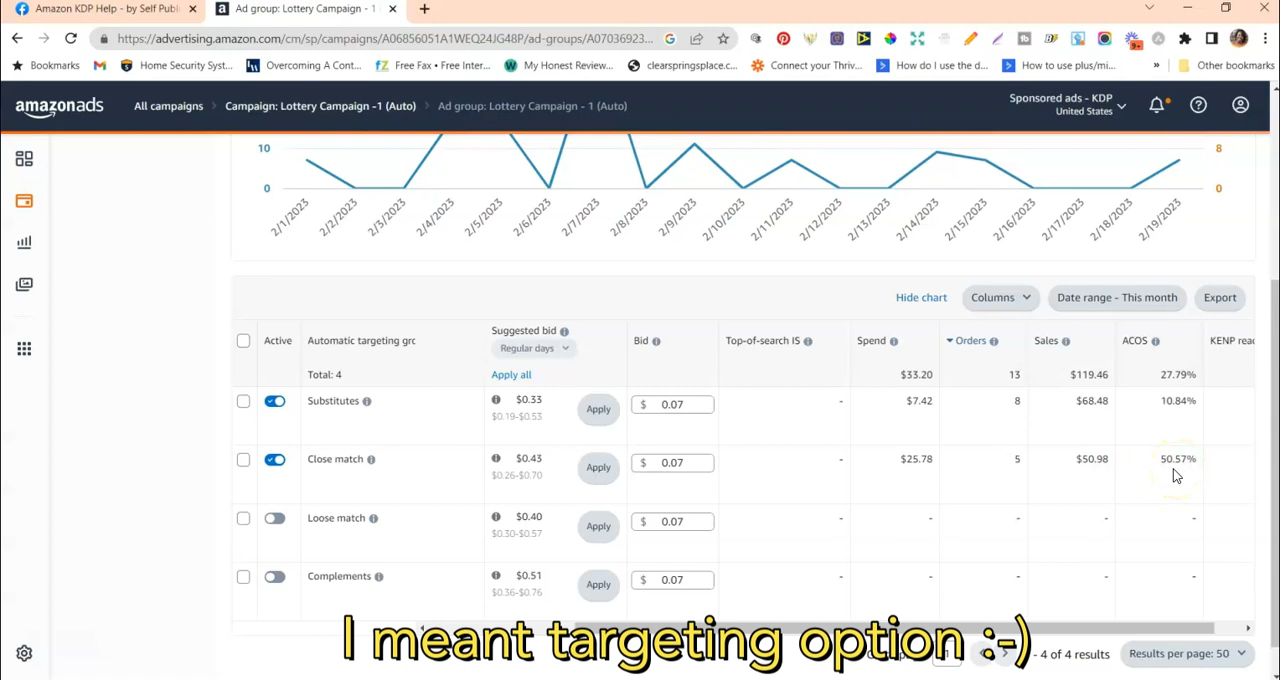 Amazon KDP Help - by Self Publi
Ad group: Lottery Campaign - 1
https://advertising.amazon.com/cm/sp/campaigns/A06856051A1WEQ24JG48P/ad-groups/A07036923...
Bookmarks
Home Security Syst...
Overcoming A Cont...
Free Fax • Free Inter...
My Honest Review...
clearspringsplace.c...
Connect your Thriv...
How do I use the d...
How to use plus/mi...
Other bookmarks
amazonads
All campaigns
Campaign: Lottery Campaign -1 (Auto)
Ad group: Lottery Campaign - 1 (Auto)
Sponsored ads - KDP
United States
10
8
0
0
2/1/2023
2/2/2023
2/3/2023
2/4/2023
2/5/2023
2/6/2023
2/7/2023
2/8/2023
2/9/2023
2/10/2023
2/11/2023
2/12/2023
2/13/2023
2/14/2023
2/15/2023
2/16/2023
2/17/2023
2/18/2023
2/19/2023
Hide chart
Columns
Date range - This month
Export
Active
Automatic targeting grc
Suggested bid
Regular days
Bid
Top-of-search IS
Spend
Orders
Sales
ACOS
KENP reac
Total: 4
Apply all
$33.20
13
$119.46
27.79%
Substitutes
$0.33
$0.19-$0.53
Apply
$ 0.07
-
$7.42
8
$68.48
10.84%
Close match
$0.43
$0.26-$0.70
Apply
$ 0.07
-
$25.78
5
$50.98
50.57%
Loose match
$0.40
$0.30-$0.57
Apply
$ 0.07
-
-
-
-
-
Complements
$0.51
$0.36-$0.76
Apply
$ 0.07
-
-
-
-
-
I meant targeting option :-)
- 4 of 4 results
Results per page: 50